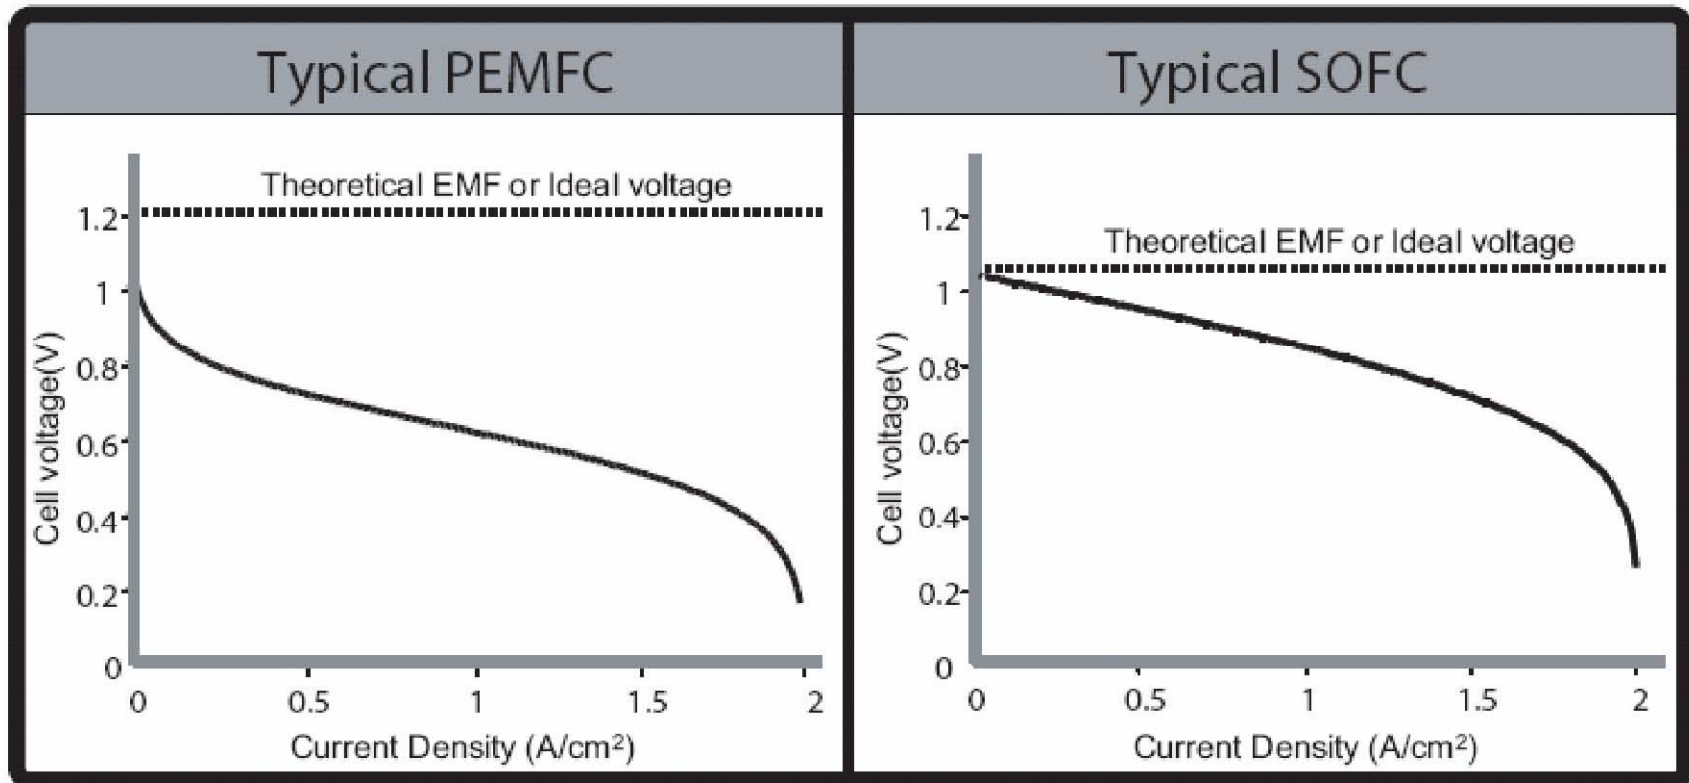 Typical PEMFC
Theoretical EMF or Ideal voltage
1.2
1
0.8
0.6
0.4
0.2
0
Cell voltage(V)
0 0.5 1 1.5 2
Current Density (A/cm²)
Typical SOFC
Theoretical EMF or Ideal voltage
1.2
1
0.8
0.6
0.4
0.2
0
Cell voltage(V)
0 0.5 1 1.5 2
Current Density (A/cm²)